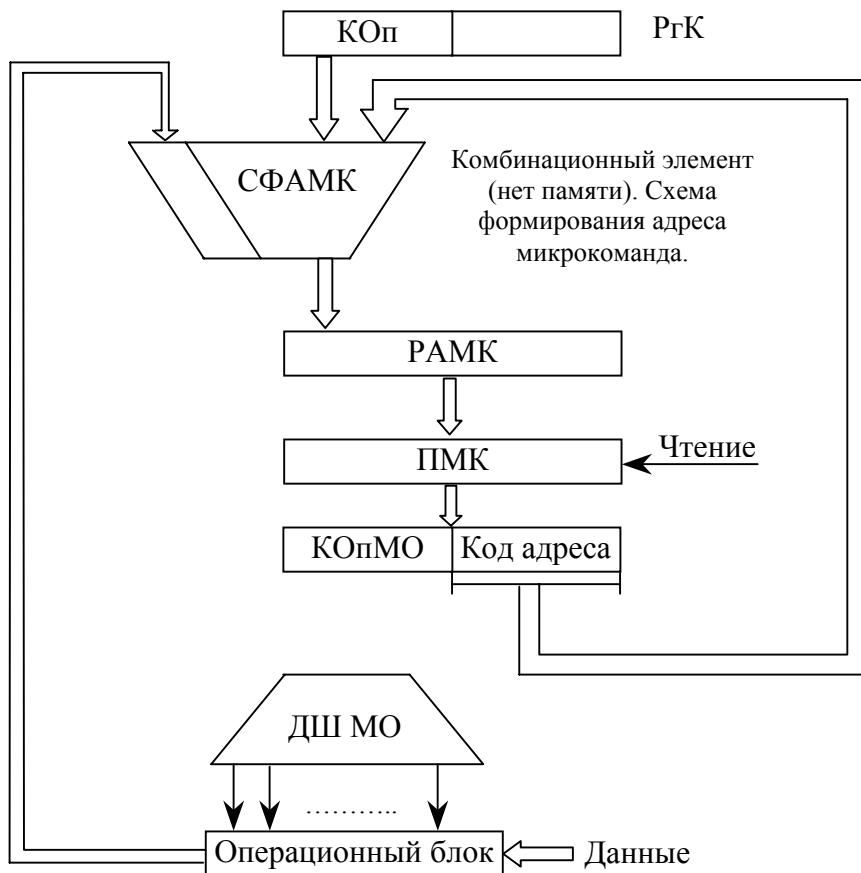 КОп
РгК
СФАМК
Комбинационный элемент
(нет памяти). Схема
формирования адреса
микрокоманда.
РАМК
ПМК
Чтение
КОпМО
Код адреса
ДШ МО
...........
Операционный блок
Данные